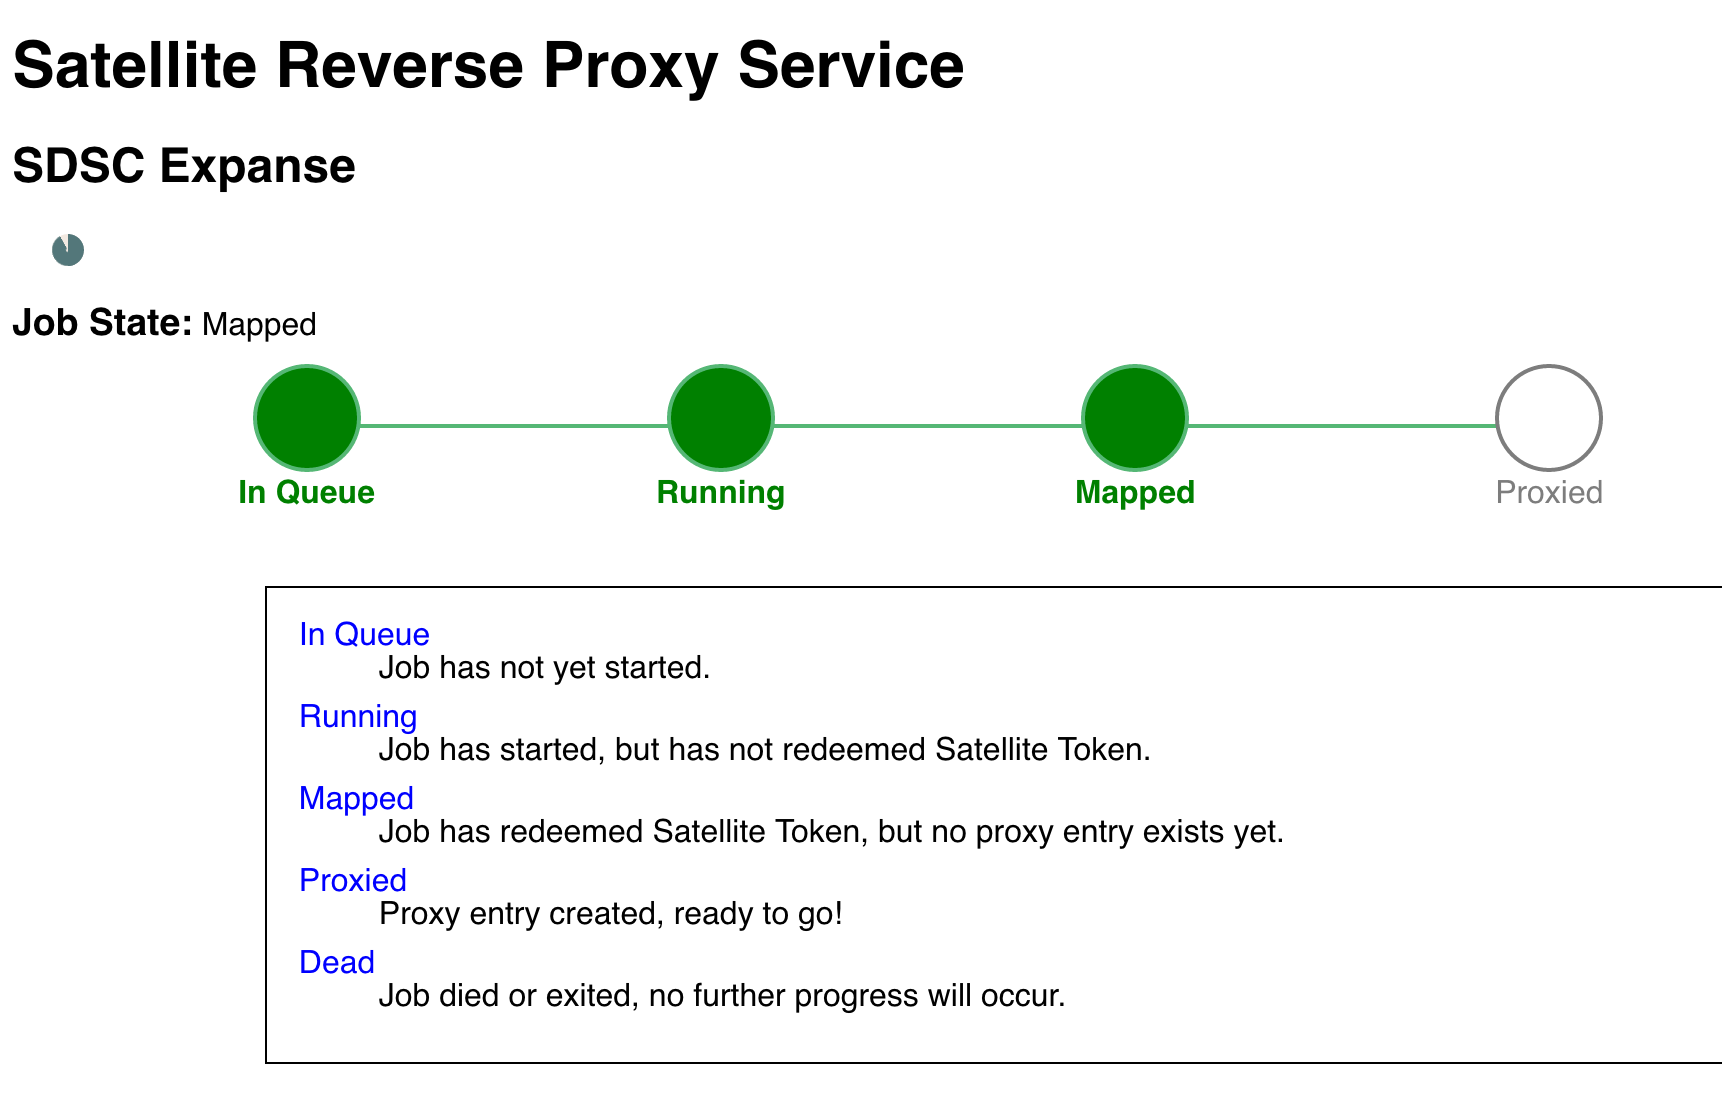 Satellite Reverse Proxy Service
SDSC Expanse
Job State: Mapped
In Queue Running Mapped Proxied
In Queue
Job has not yet started.
Running
Job has started, but has not redeemed Satellite Token.
Mapped
Job has redeemed Satellite Token, but no proxy entry exists yet.
Proxied
Proxy entry created, ready to go!
Dead
Job died or exited, no further progress will occur.